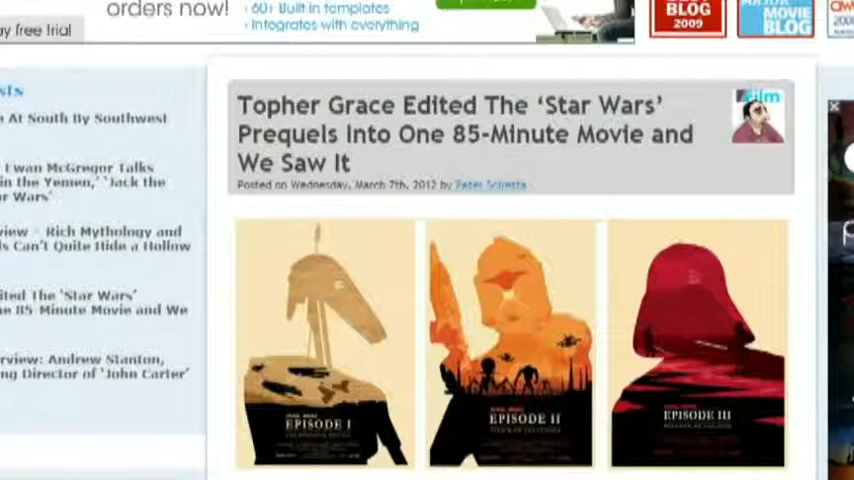 orders now!
› 60+ Built in templates
› Integrates with everything
ay free trial
BLOG
2009
MOVIE
BLOG
sts
e At South By Southwest
Ewan McGregor Talks
in the Yemen,' 'Jack the
r Wars'
view - Rich Mythology and
s Can't Quite Hide a Hollow
ited The 'Star Wars'
ne 85-Minute Movie and We
rview: Andrew Stanton,
ng Director of 'John Carter'
Topher Grace Edited The ‘Star Wars’
Prequels Into One 85-Minute Movie and
We Saw It
Posted on Wednesday, March 7th, 2012 by Peter Sciretta
film
EPISODE I
EPISODE II
EPISODE III